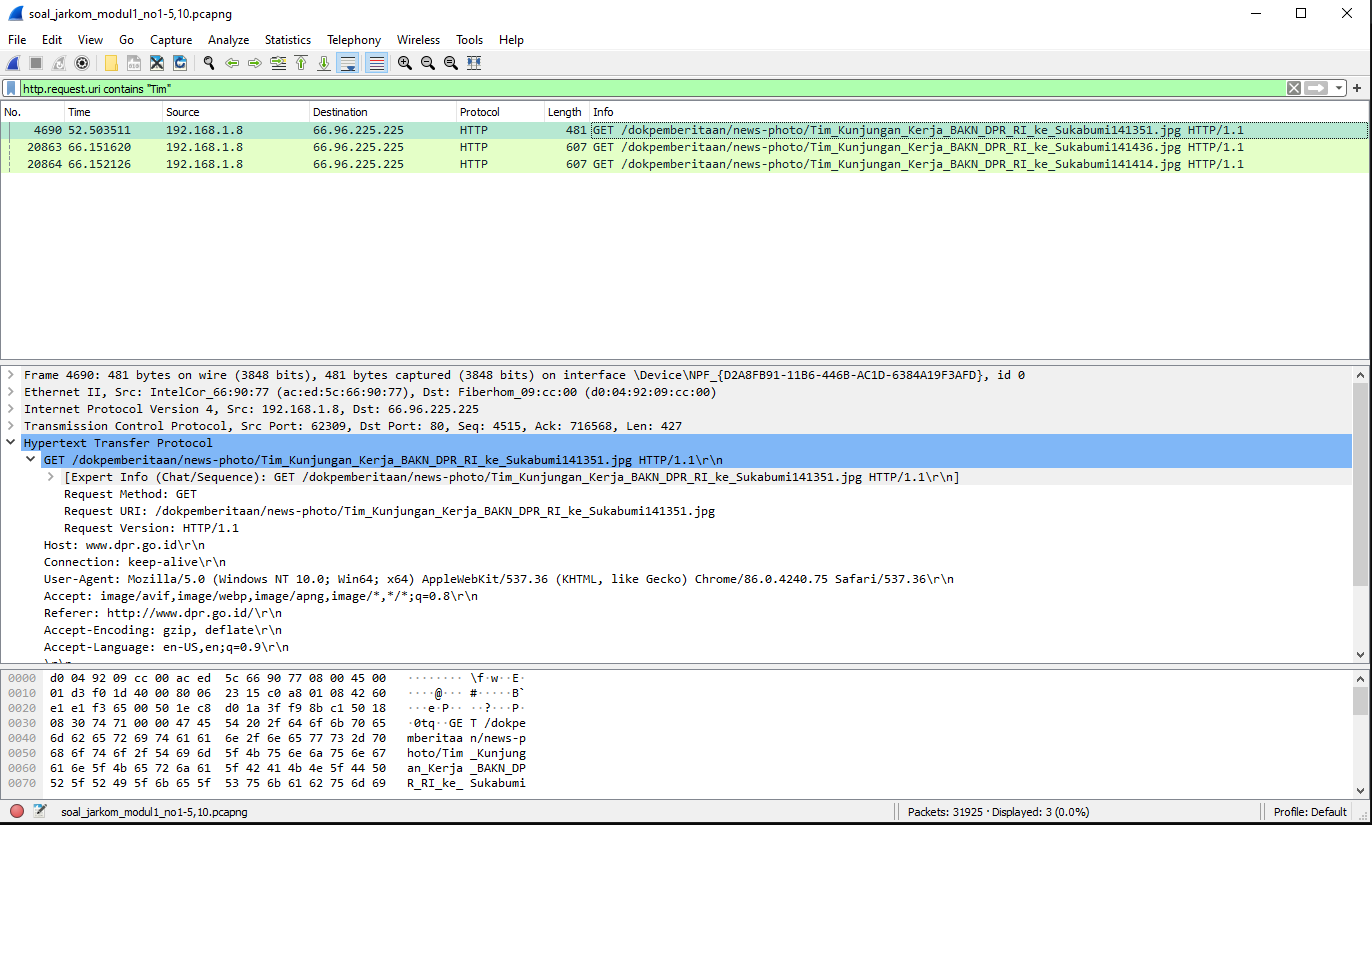 soal_jarkom_modul1_no1-5,10.pcapng
File Edit View Go Capture Analyze Statistics Telephony Wireless Tools Help
http.request.uri contains "Tim"
No. Time Source Destination Protocol Length Info
4690 52.503511 192.168.1.8 66.96.225.225 HTTP 481 GET /dokpemberitaan/news-photo/Tim_Kunjungan_Kerja_BAKN_DPR_RI_ke_Sukabumi141351.jpg HTTP/1.1
20863 66.151620 192.168.1.8 66.96.225.225 HTTP 607 GET /dokpemberitaan/news-photo/Tim_Kunjungan_Kerja_BAKN_DPR_RI_ke_Sukabumi141436.jpg HTTP/1.1
20864 66.152126 192.168.1.8 66.96.225.225 HTTP 607 GET /dokpemberitaan/news-photo/Tim_Kunjungan_Kerja_BAKN_DPR_RI_ke_Sukabumi141414.jpg HTTP/1.1
Frame 4690: 481 bytes on wire (3848 bits), 481 bytes captured (3848 bits) on interface \Device\NPF_{D2A8FB91-11B6-446B-AC1D-6384A19F3AFD}, id 0
Ethernet II, Src: IntelCor_66:90:77 (ac:ed:5c:66:90:77), Dst: Fiberhom_09:cc:00 (d0:04:92:09:cc:00)
Internet Protocol Version 4, Src: 192.168.1.8, Dst: 66.96.225.225
Transmission Control Protocol, Src Port: 62309, Dst Port: 80, Seq: 4515, Ack: 716568, Len: 427
Hypertext Transfer Protocol
GET /dokpemberitaan/news-photo/Tim_Kunjungan_Kerja_BAKN_DPR_RI_ke_Sukabumi141351.jpg HTTP/1.1\r\n
[Expert Info (Chat/Sequence): GET /dokpemberitaan/news-photo/Tim_Kunjungan_Kerja_BAKN_DPR_RI_ke_Sukabumi141351.jpg HTTP/1.1\r\n]
Request Method: GET
Request URI: /dokpemberitaan/news-photo/Tim_Kunjungan_Kerja_BAKN_DPR_RI_ke_Sukabumi141351.jpg
Request Version: HTTP/1.1
Host: www.dpr.go.id\r\n
Connection: keep-alive\r\n
User-Agent: Mozilla/5.0 (Windows NT 10.0; Win64; x64) AppleWebKit/537.36 (KHTML, like Gecko) Chrome/86.0.4240.75 Safari/537.36\r\n
Accept: image/avif,image/webp,image/apng,image/*,*/*;q=0.8\r\n
Referer: http://www.dpr.go.id/\r\n
Accept-Encoding: gzip, deflate\r\n
Accept-Language: en-US,en;q=0.9\r\n
\r\n
0000 d0 04 92 09 cc 00 ac ed 5c 66 90 77 08 00 45 00 ········ \f·w··E·
0010 01 d3 f0 1d 40 00 80 06 23 15 c0 a8 01 08 42 60 ····@··· #·····B`
0020 e1 e1 f3 65 00 50 1e c8 d0 1a 3f f9 8b c1 50 18 ···e·P·· ··?···P·
0030 08 30 74 71 00 00 47 45 54 20 2f 64 6f 6b 70 65 ·0tq··GE T /dokpe
0040 6d 62 65 72 69 74 61 61 6e 2f 6e 65 77 73 2d 70 mberitaa n/news-p
0050 68 6f 74 6f 2f 54 69 6d 5f 4b 75 6e 6a 75 6e 67 hoto/Tim _Kunjung
0060 61 6e 5f 4b 65 72 6a 61 5f 42 41 4b 4e 5f 44 50 an_Kerja _BAKN_DP
0070 52 5f 52 49 5f 6b 65 5f 53 75 6b 61 62 75 6d 69 R_RI_ke_ Sukabumi
soal_jarkom_modul1_no1-5,10.pcapng Packets: 31925 · Displayed: 3 (0.0%) Profile: Default